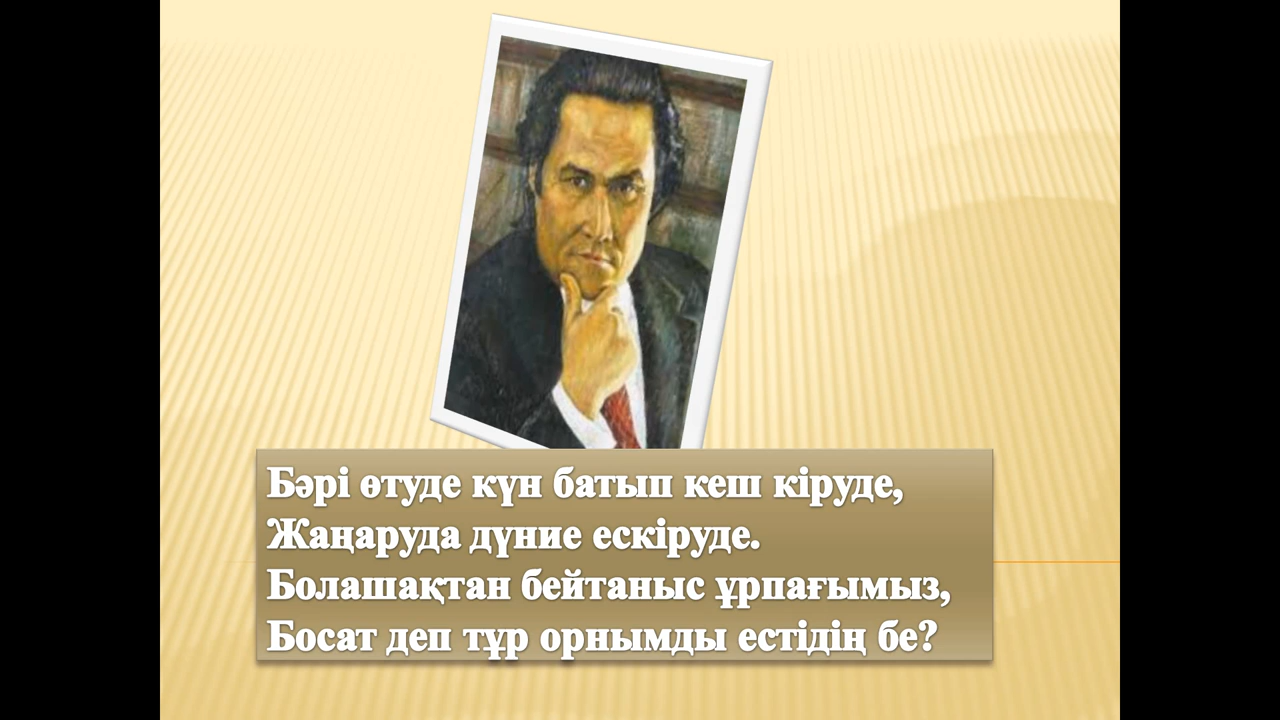 Бәрі өтуде күн батып кеш кіруде,
Жаңаруда дүние ескіруде.
Болашақтан бейтаныс ұрпағымыз,
Босат деп тұр орнымды естідің бе?